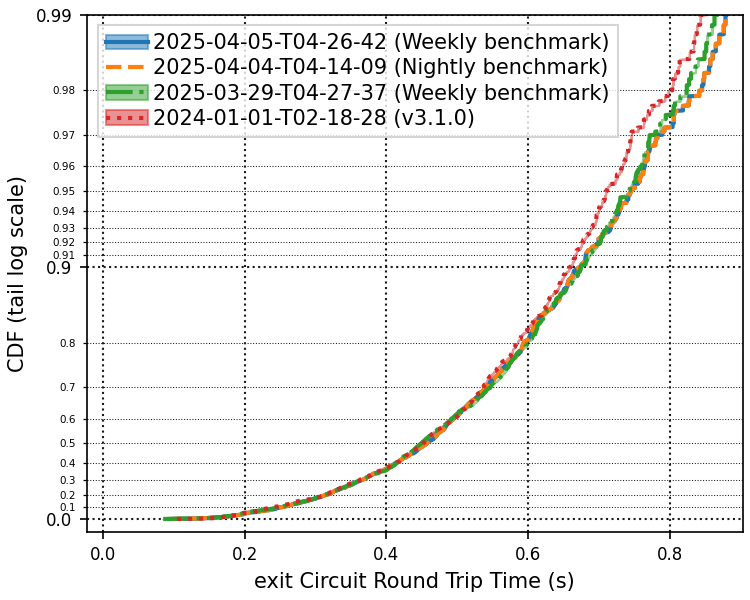 0.99
2025-04-05-T04-26-42 (Weekly benchmark)
2025-04-04-T04-14-09 (Nightly benchmark)
2025-03-29-T04-27-37 (Weekly benchmark)
2024-01-01-T02-18-28 (v3.1.0)
0.98
0.97
0.96
0.95
0.94
0.93
0.92
0.91
0.9
0.8
0.7
0.6
0.5
0.4
0.3
0.2
0.1
0.0
CDF (tail log scale)
0.0 0.2 0.4 0.6 0.8
exit Circuit Round Trip Time (s)